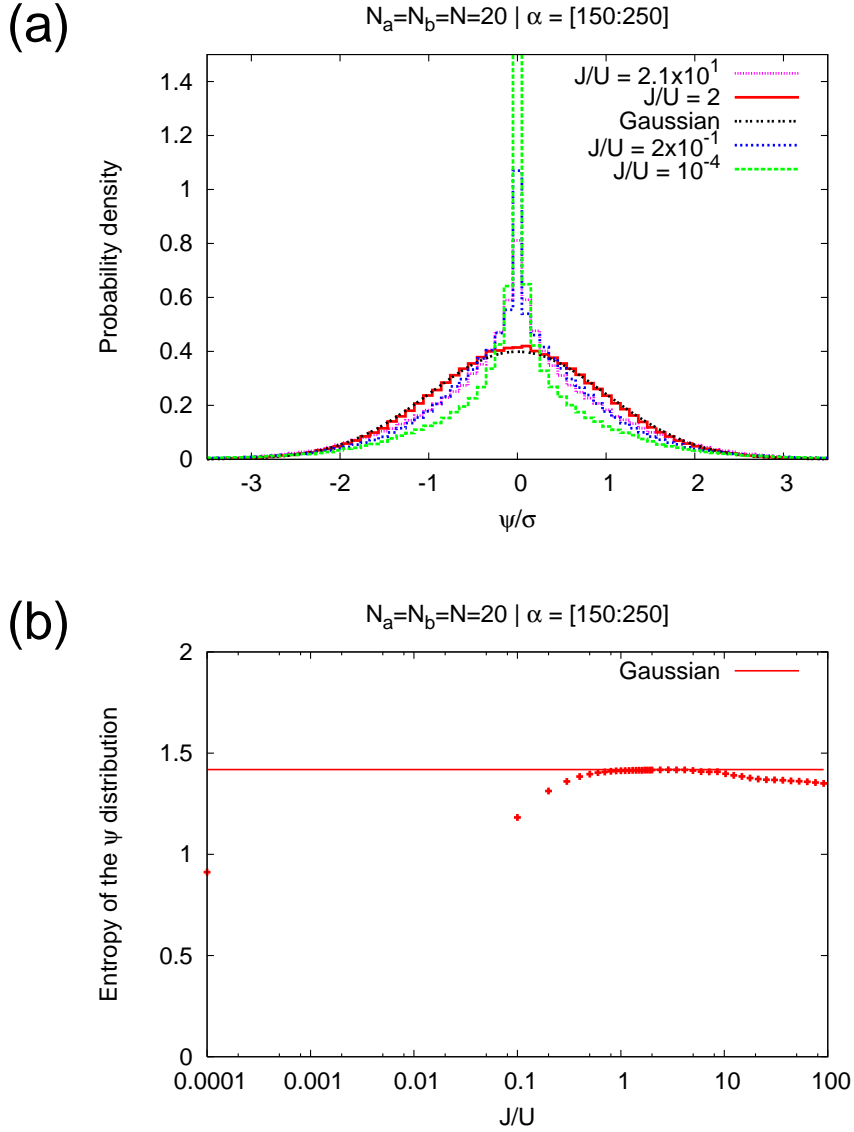 (a)
N_a=N_b=N=20 | α = [150:250]
J/U = 2.1x10^1
J/U = 2
Gaussian
J/U = 2x10^-1
J/U = 10^-4
Probability density
1.4
1.2
1
0.8
0.6
0.4
0.2
0
-3 -2 -1 0 1 2 3
ψ/σ
(b)
N_a=N_b=N=20 | α = [150:250]
Gaussian
Entropy of the ψ distribution
2
1.5
1
0.5
0
0.0001 0.001 0.01 0.1 1 10 100
J/U